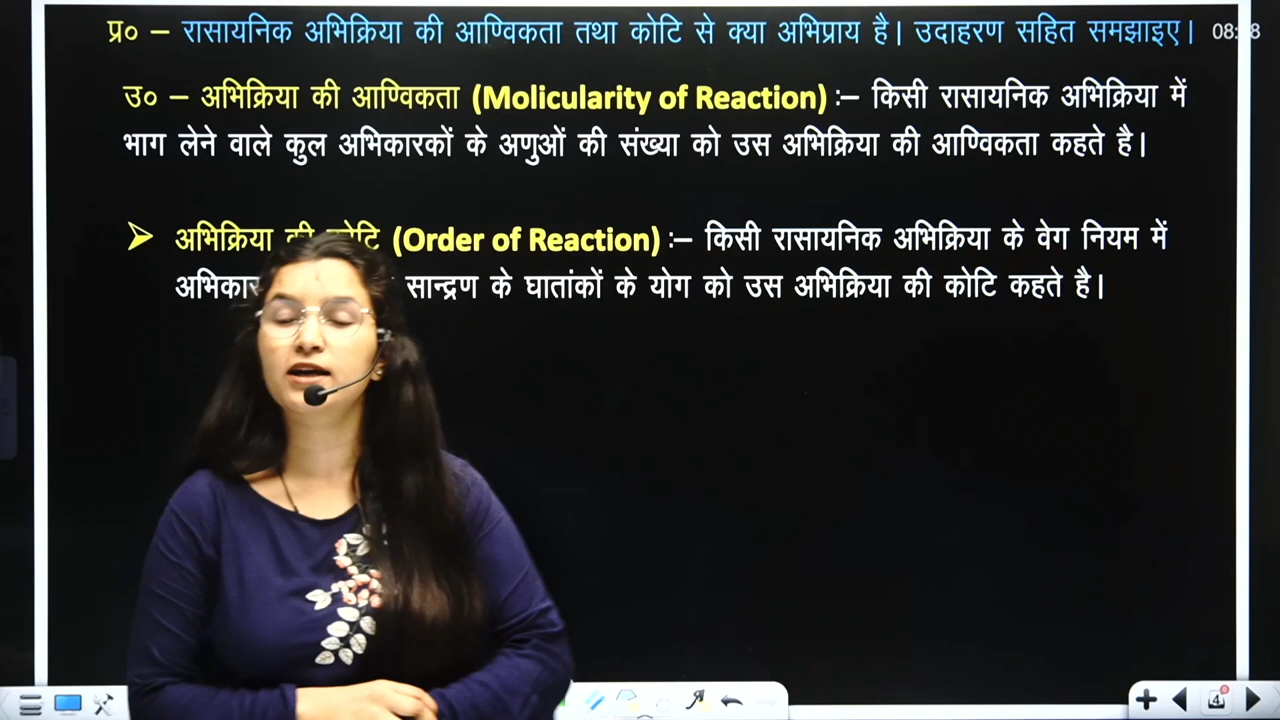 प्र० – रासायनिक अभिक्रिया की आण्विकता तथा कोटि से क्या अभिप्राय है। उदाहरण सहित समझाइए।
उ० – अभिक्रिया की आण्विकता (Molicularity of Reaction) :– किसी रासायनिक अभिक्रिया में
भाग लेने वाले कुल अभिकारकों के अणुओं की संख्या को उस अभिक्रिया की आण्विकता कहते है।
➢ अभिक्रिया की कोटि (Order of Reaction) :– किसी रासायनिक अभिक्रिया के वेग नियम में
सान्द्रण के घातांकों के योग को उस अभिक्रिया की कोटि कहते है।
4